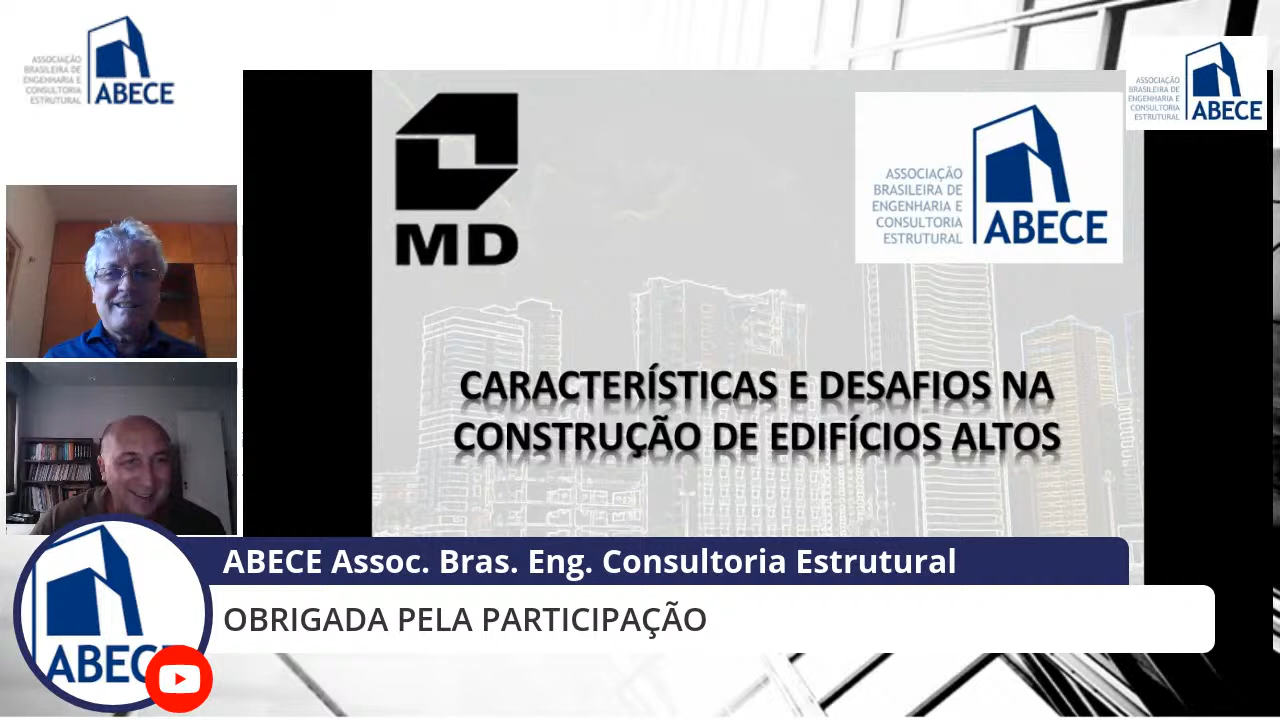 ASSOCIAÇÃO
BRASILEIRA DE
ENGENHARIA E
CONSULTORIA
ESTRUTURAL
ABECE
ASSOCIAÇÃO
BRASILEIRA DE
ENGENHARIA E
CONSULTORIA
ESTRUTURAL
ABECE
MD
ASSOCIAÇÃO
BRASILEIRA DE
ENGENHARIA E
CONSULTORIA
ESTRUTURAL
ABECE
CARACTERÍSTICAS E DESAFIOS NA
CONSTRUÇÃO DE EDIFÍCIOS ALTOS
ABECE Assoc. Bras. Eng. Consultoria Estrutural
OBRIGADA PELA PARTICIPAÇÃO
ABECE